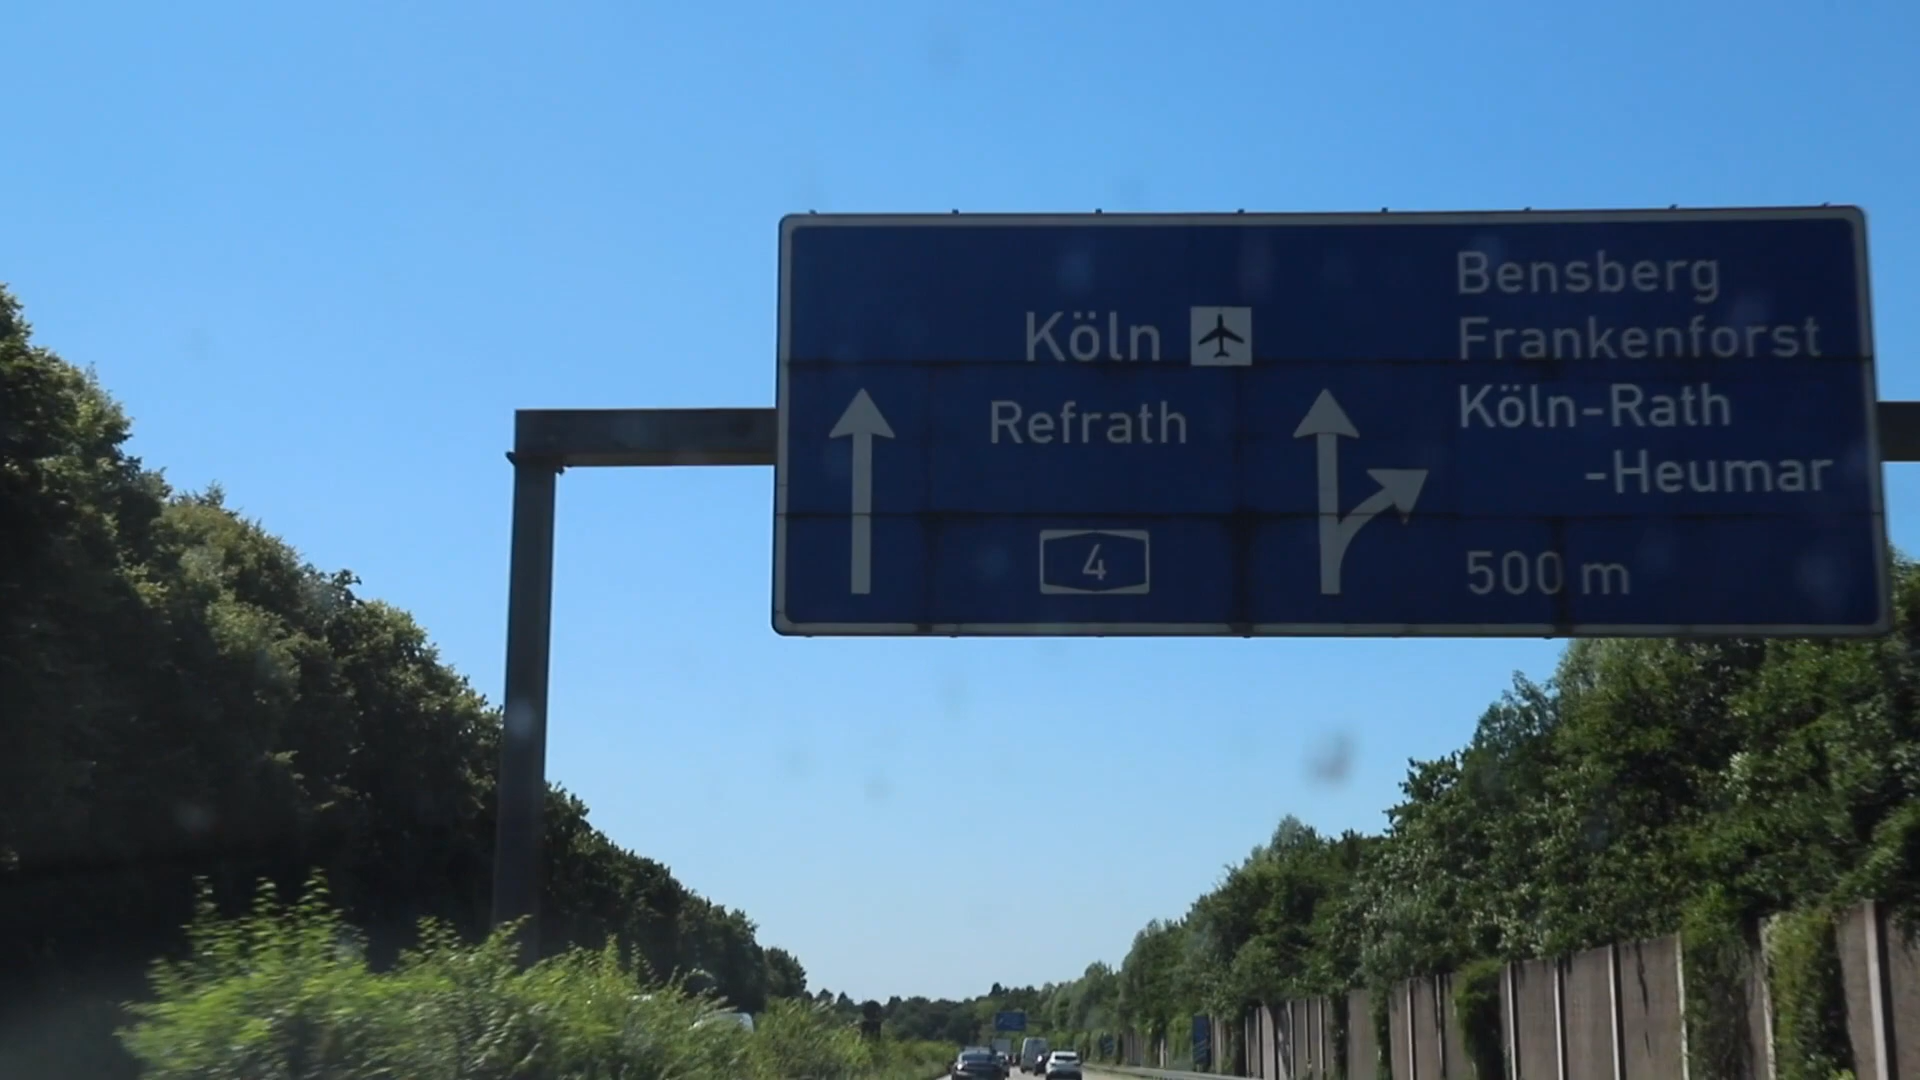 Köln
Refrath
4
Bensberg
Frankenforst
Köln-Rath
-Heumar
500 m